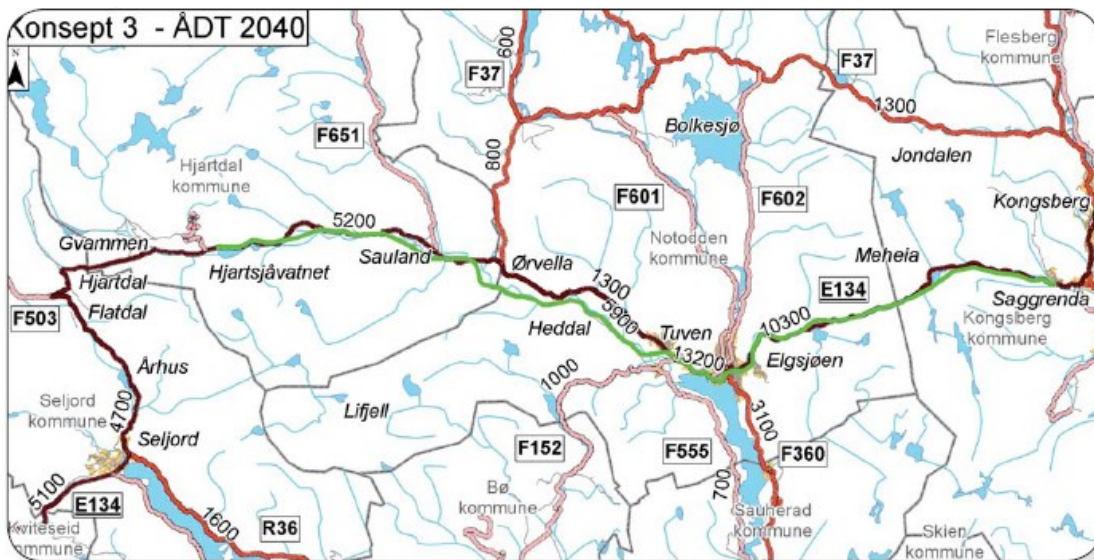 Konsept 3 - ÅDT 2040
N
F37
600
F37
Flesberg
kommune
1300
Bolkesjø
Jondalen
F651
800
Hjartdal
kommune
F601
F602
Kongsberg
Gvammen
5200
Sauland
Ørvella
Notodden
kommune
Meheia
Hjartsjåvatnet
Hjartdal
1300
E134
Saggrenda
F503
Flatdal
5900
Heddal
Tuven
10300
Kongsberg
kommune
13200
Elgsjøen
Århus
1000
Seljord
kommune
4700
Lifjell
3100
Seljord
F152
F555
F360
5100
E134
Bø
kommune
700
Kviteseid
kommune
1600
R36
Sauherad
kommune
Skien
kommune